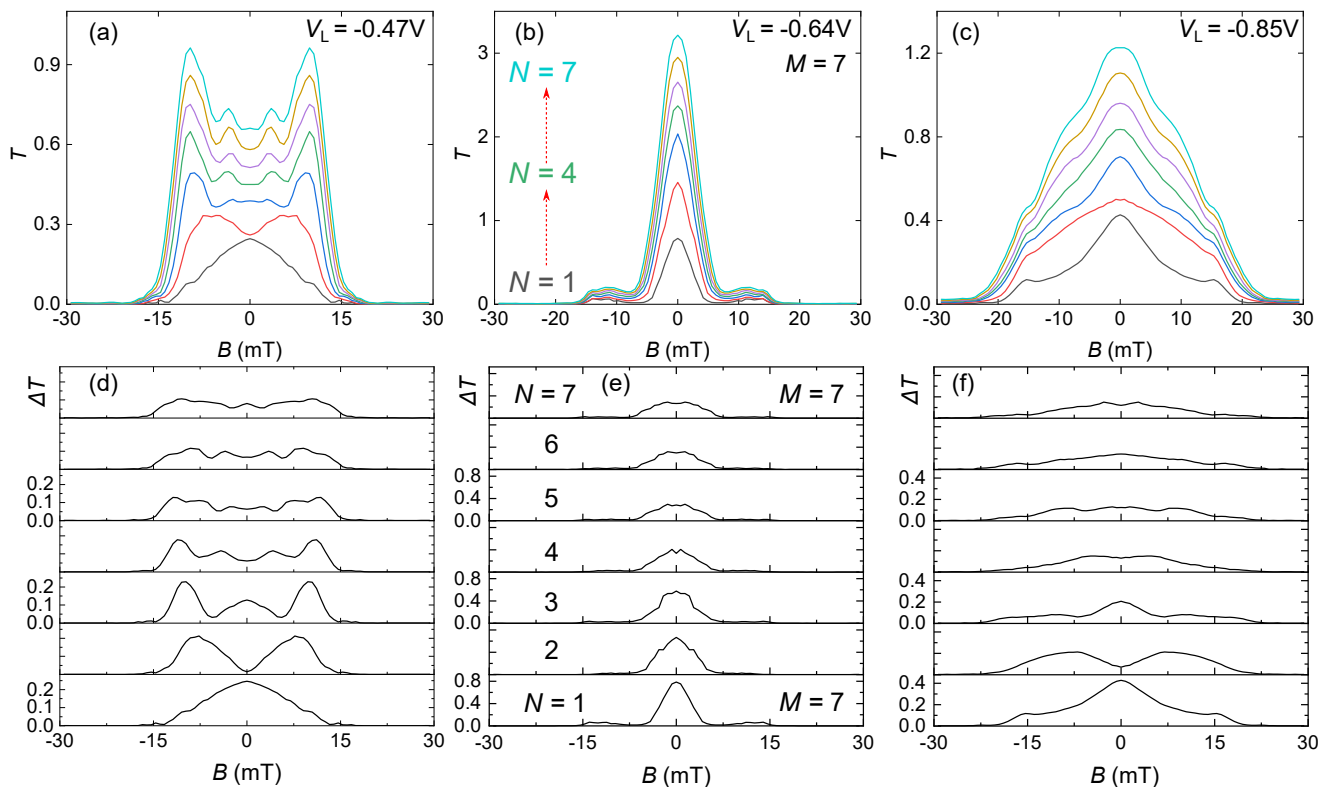 (a) V_L = -0.47V
0.9
0.6
0.3
0.0
T
-30 -15 0 15 30
B (mT)
(b) V_L = -0.64V
M = 7
N = 7
N = 4
N = 1
3
2
1
0
T
-30 -20 -10 0 10 20 30
B (mT)
(c) V_L = -0.85V
1.2
0.8
0.4
0.0
T
-30 -20 -10 0 10 20 30
B (mT)
(d)
ΔT
0.2
0.1
0.0
0.2
0.1
0.0
0.2
0.1
0.0
-30 -15 0 15 30
B (mT)
N = 7 (e) M = 7
ΔT
6
0.8
5
0.4
0.0
4
0.8
3
0.4
0.0
2
0.8
0.4
N = 1 M = 7
0.0
-30 -15 0 15 30
B (mT)
(f)
ΔT
0.4
0.2
0.0
0.4
0.2
0.0
0.4
0.2
0.0
-30 -15 0 15 30
B (mT)